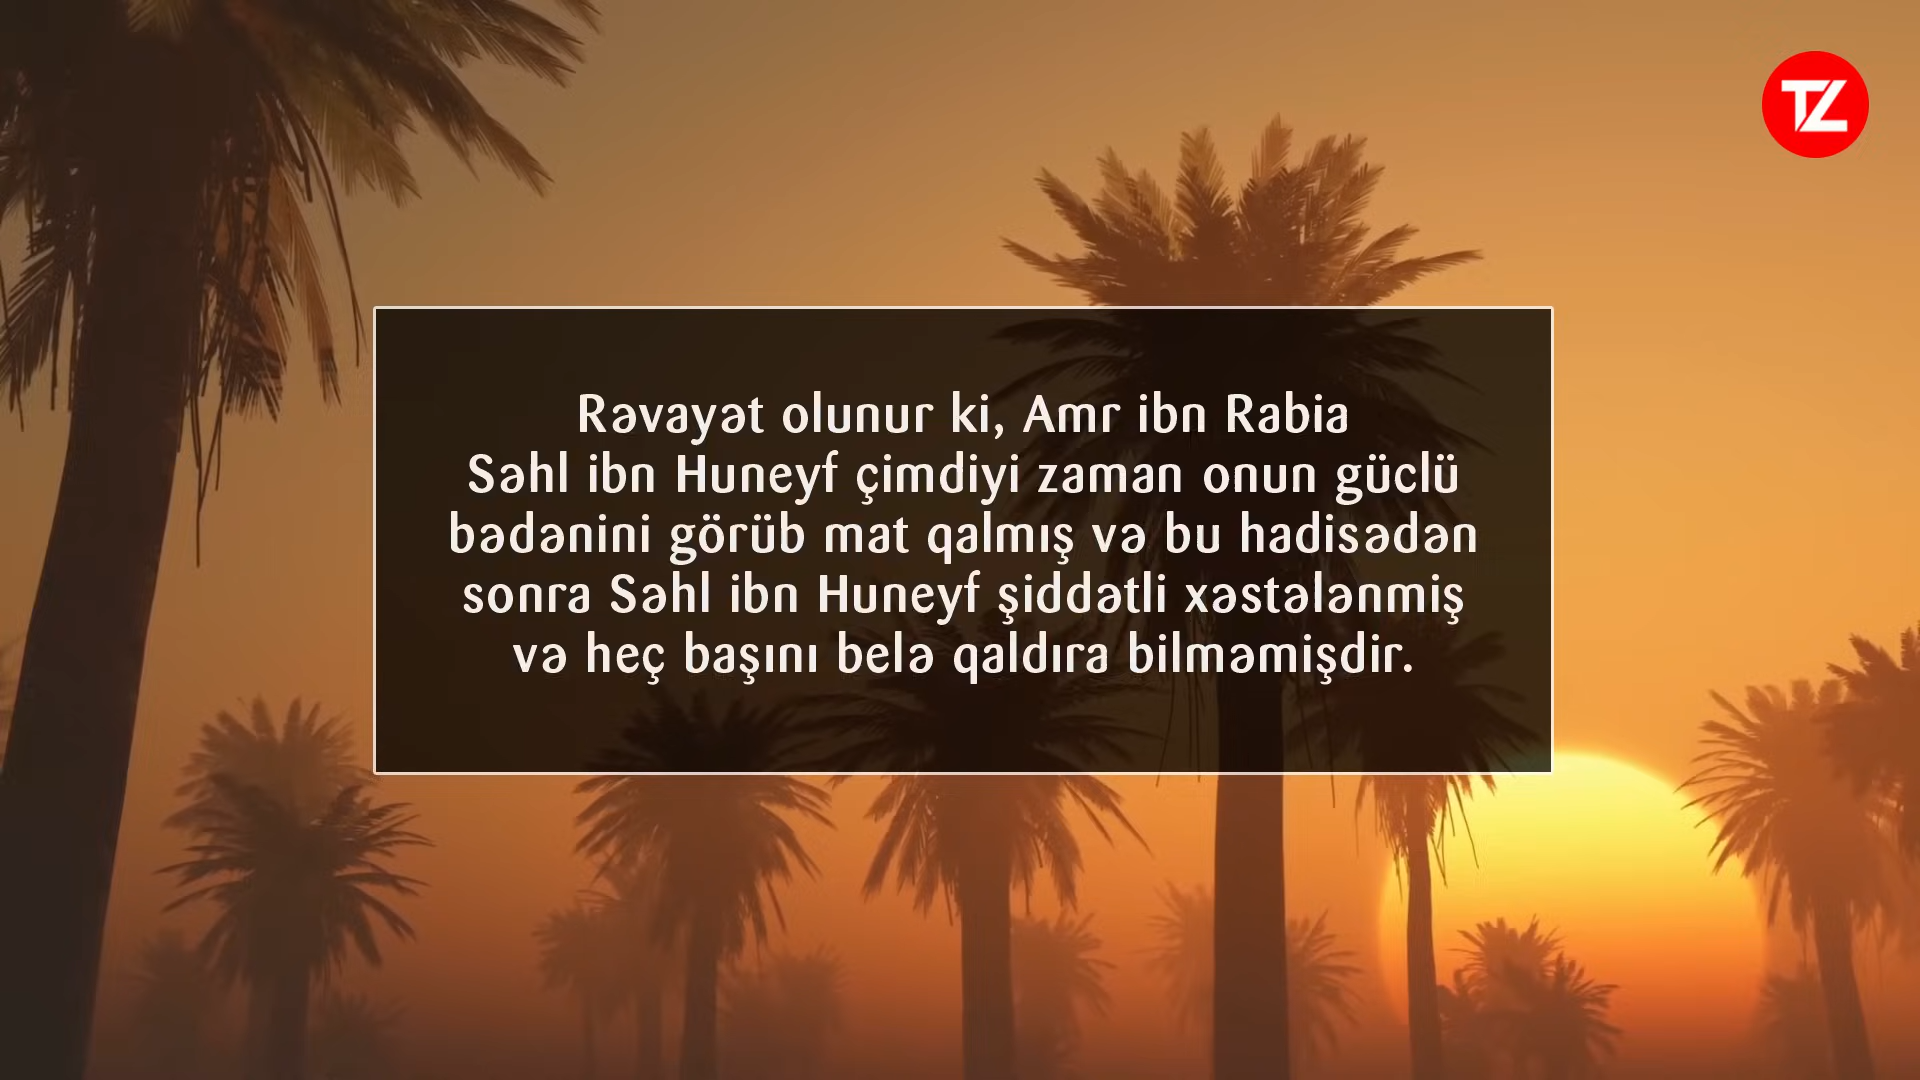 TZ
Rəvayət olunur ki, Amr ibn Rabia
Səhl ibn Huneyf çimdiyi zaman onun güclü
bədənini görüb mat qalmış və bu hadisədən
sonra Səhl ibn Huneyf şiddətli xəstələnmiş
və heç başını belə qaldıra bilməmişdir.